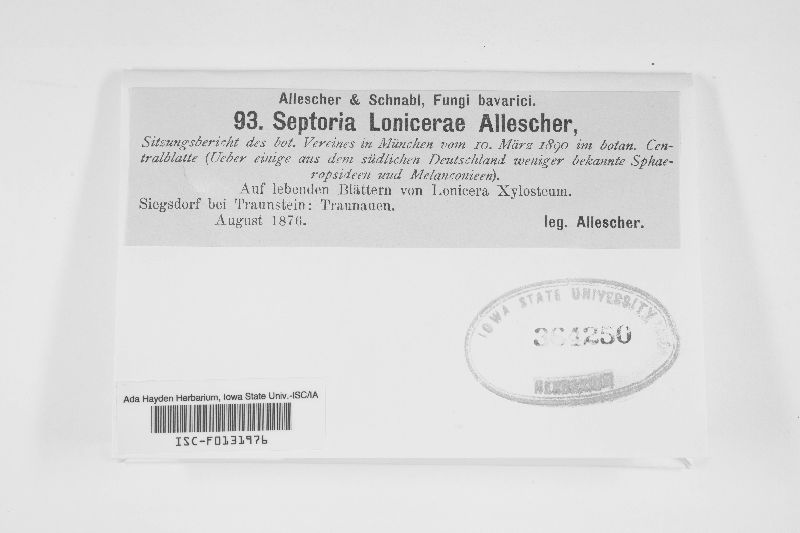 Allescher & Schnabl, Fungi bavarici.
93. Septoria Lonicerae Allescher,
Sitzungsbericht des bot. Vereines in München vom 10. März 1890 im botan. Cen-
tralblatte (Ueber einige aus dem südlichen Deutschland weniger bekannte Sphae-
ropsideen und Melanconieen).
Auf lebenden Blättern von Lonicera Xylosteum.
Siegsdorf bei Traunstein: Traunauen.
August 1876.
leg. Allescher.
IOWA STATE UNIVERSITY
364250
HERBARIUM
Ada Hayden Herbarium, Iowa State Univ.-ISC/IA
ISC-F0131976